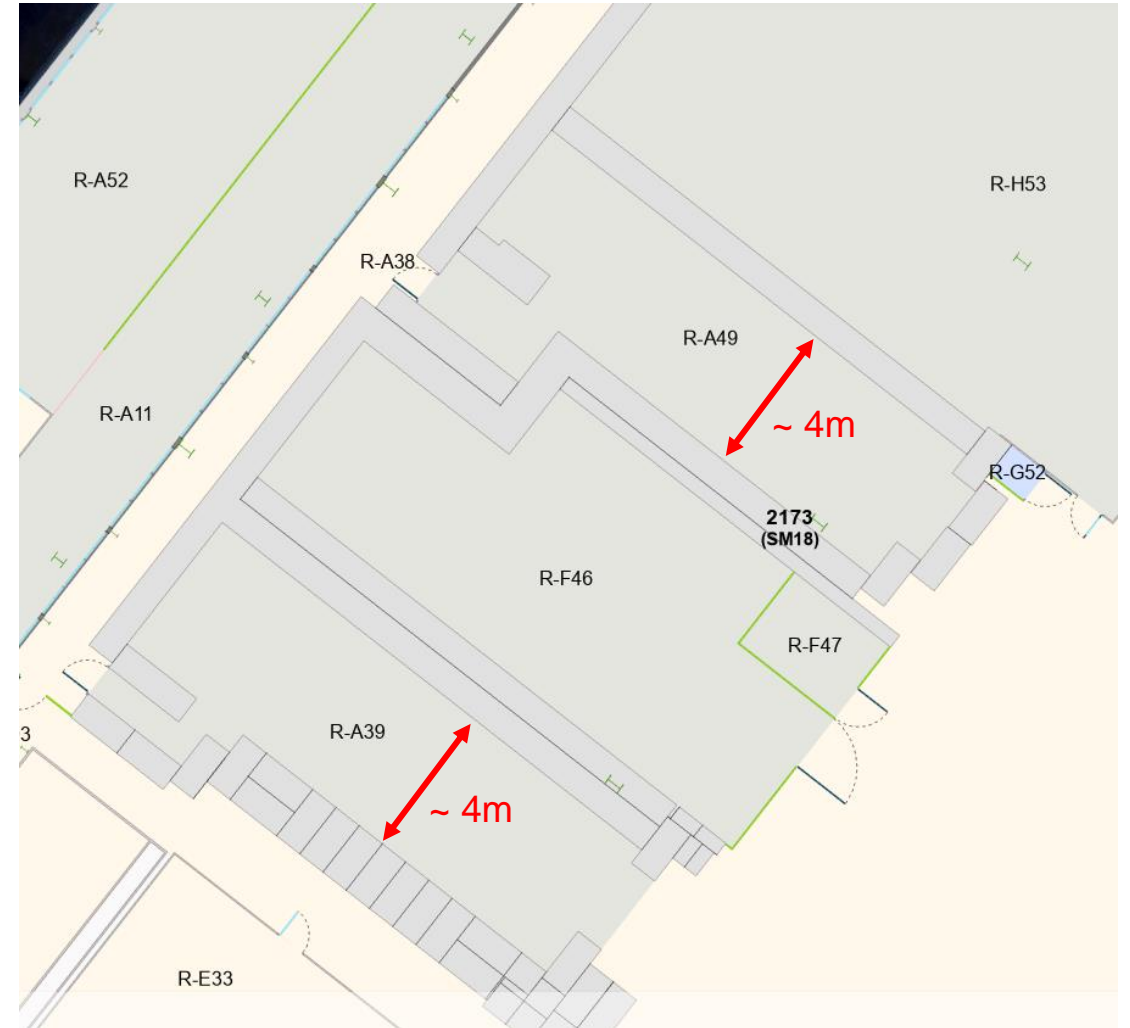 R-A52
R-H53
R-A38
R-A49
R-A11
~ 4m
R-G52
2173
(SM18)
R-F46
R-F47
3
R-A39
~ 4m
R-E33